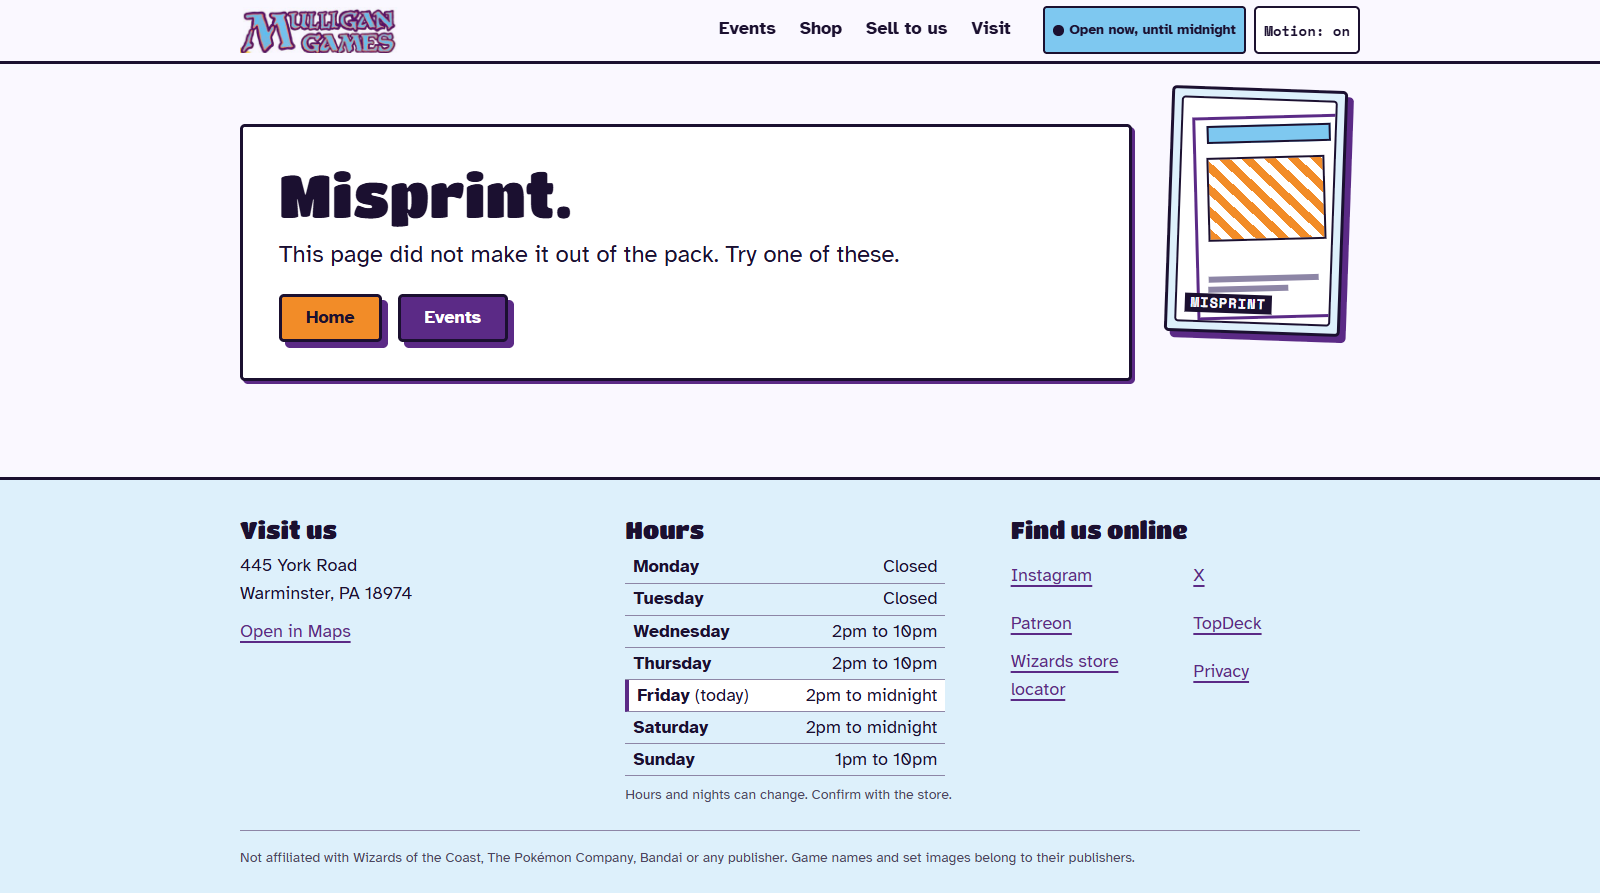 MULLIGAN
GAMES
Events Shop Sell to us Visit
Open now, until midnight
Motion: on
Misprint.
This page did not make it out of the pack. Try one of these.
Home Events
MISPRINT
Visit us
445 York Road
Warminster, PA 18974
Open in Maps
Hours
Monday Closed
Tuesday Closed
Wednesday 2pm to 10pm
Thursday 2pm to 10pm
Friday (today) 2pm to midnight
Saturday 2pm to midnight
Sunday 1pm to 10pm
Hours and nights can change. Confirm with the store.
Find us online
Instagram X
Patreon TopDeck
Wizards store
locator
Privacy
Not affiliated with Wizards of the Coast, The Pokémon Company, Bandai or any publisher. Game names and set images belong to their publishers.